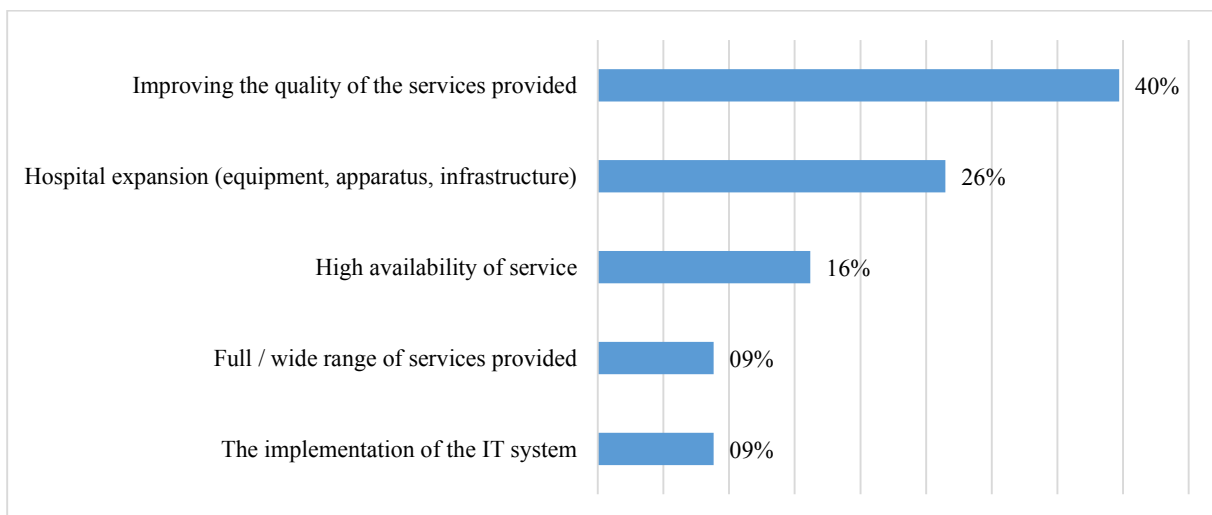 Improving the quality of the services provided 40%
Hospital expansion (equipment, apparatus, infrastructure) 26%
High availability of service 16%
Full / wide range of services provided 09%
The implementation of the IT system 09%